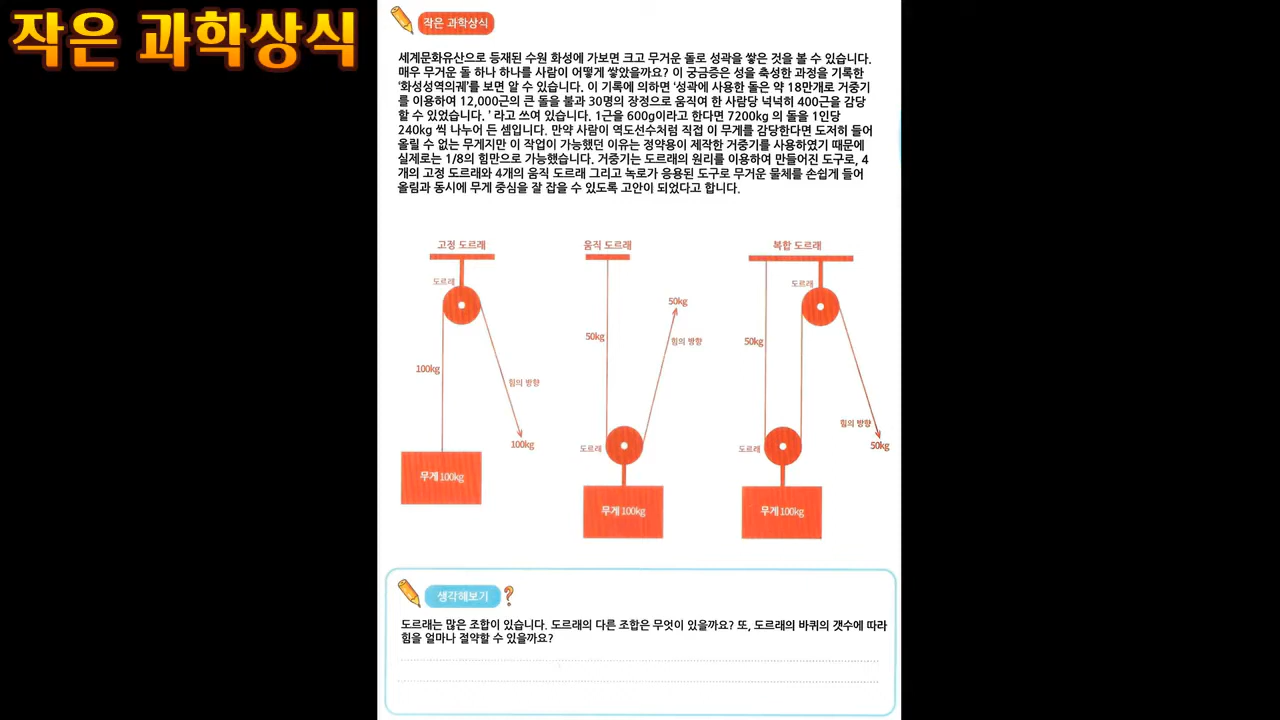 작은 과학상식
작은 과학상식
세계문화유산으로 등재된 수원 화성에 가보면 크고 무거운 돌로 성곽을 쌓은 것을 볼 수 있습니다.
매우 무거운 돌 하나 하나를 사람이 어떻게 쌓았을까요? 이 궁금증은 성을 축성한 과정을 기록한
'화성성역의궤'를 보면 알 수 있습니다. 이 기록에 의하면 '성곽에 사용한 돌은 약 18만개로 거중기
를 이용하여 12,000근의 큰 돌을 불과 30명의 장정으로 움직여 한 사람당 넉넉히 400근을 감당
할 수 있었습니다. ' 라고 쓰여 있습니다. 1근을 600g이라고 한다면 7200kg 의 돌을 1인당
240kg 씩 나누어 든 셈입니다. 만약 사람이 역도선수처럼 직접 이 무게를 감당한다면 도저히 들어
올릴 수 없는 무게지만 이 작업이 가능했던 이유는 정약용이 제작한 거중기를 사용하였기 때문에
실제로는 1/8의 힘만으로 가능했습니다. 거중기는 도르래의 원리를 이용하여 만들어진 도구로, 4
개의 고정 도르래와 4개의 움직 도르래 그리고 녹로가 응용된 도구로 무거운 물체를 손쉽게 들어
올림과 동시에 무게 중심을 잘 잡을 수 있도록 고안이 되었다고 합니다.
고정 도르래
도르래
100kg
힘의 방향
100kg
무게 100kg
움직 도르래
50kg
50kg
힘의 방향
도르래
무게 100kg
복합 도르래
도르래
50kg
힘의 방향
50kg
도르래
무게 100kg
생각해보기 ?
도르래는 많은 조합이 있습니다. 도르래의 다른 조합은 무엇이 있을까요? 또, 도르래의 바퀴의 갯수에 따라
힘을 얼마나 절약할 수 있을까요?